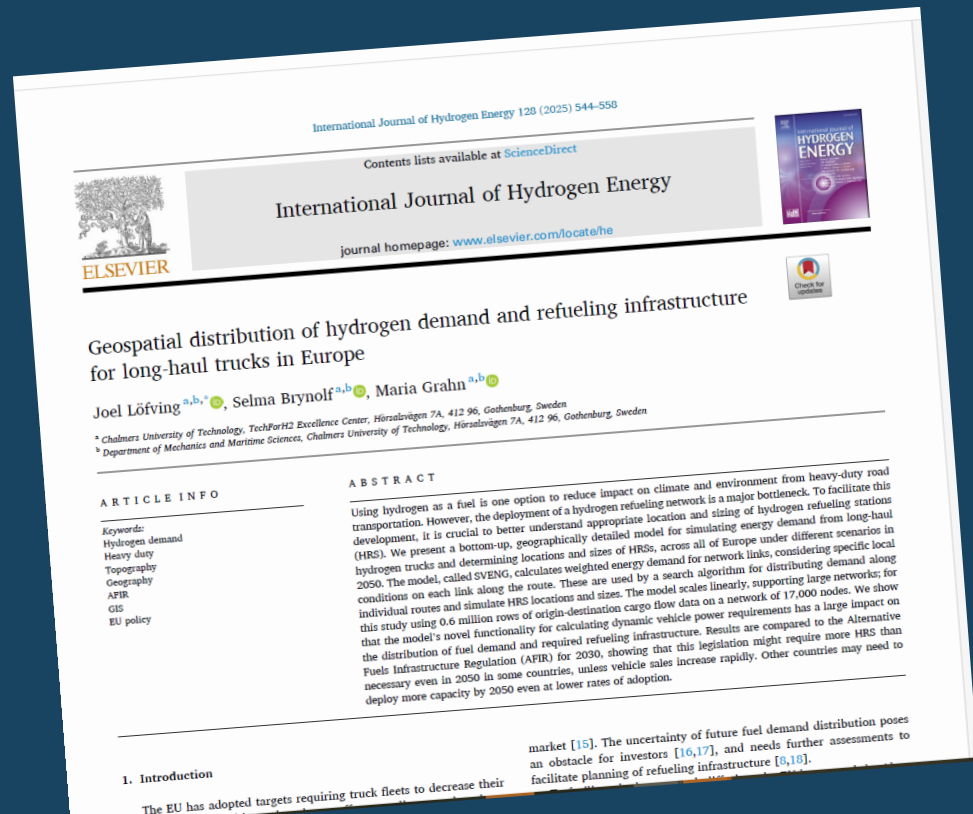 International Journal of Hydrogen Energy 128 (2025) 544–558
Contents lists available at ScienceDirect
International Journal of Hydrogen Energy
journal homepage: www.elsevier.com/locate/he
ELSEVIER
International Journal of
HYDROGEN
ENERGY
Check for
updates
Geospatial distribution of hydrogen demand and refueling infrastructure
for long-haul trucks in Europe
Joel Löfving a,b,*, Selma Brynolf a,b, Maria Grahn a,b
a Chalmers University of Technology, TechForH2 Excellence Center, Hörsalsvägen 7A, 412 96, Gothenburg, Sweden
b Department of Mechanics and Maritime Sciences, Chalmers University of Technology, Hörsalsvägen 7A, 412 96, Gothenburg, Sweden
ARTICLE INFO
Keywords:
Hydrogen demand
Heavy duty
Topography
Geography
AFIR
GIS
EU policy
ABSTRACT
Using hydrogen as a fuel is one option to reduce impact on climate and environment from heavy-duty road
transportation. However, the deployment of a hydrogen refueling network is a major bottleneck. To facilitate this
development, it is crucial to better understand appropriate location and sizing of hydrogen refueling stations
(HRS). We present a bottom-up, geographically detailed model for simulating energy demand from long-haul
hydrogen trucks and determining locations and sizes of HRSs, across all of Europe under different scenarios in
2050. The model, called SVENG, calculates weighted energy demand for network links, considering specific local
conditions on each link along the route. These are used by a search algorithm for distributing demand along
individual routes and simulate HRS locations and sizes. The model scales linearly, supporting large networks; for
this study using 0.6 million rows of origin-destination cargo flow data on a network of 17,000 nodes. We show
that the model's novel functionality for calculating dynamic vehicle power requirements has a large impact on
the distribution of fuel demand and required refueling infrastructure. Results are compared to the Alternative
Fuels Infrastructure Regulation (AFIR) for 2030, showing that this legislation might require more HRS than
necessary even in 2050 in some countries, unless vehicle sales increase rapidly. Other countries may need to
deploy more capacity by 2050 even at lower rates of adoption.
1. Introduction
The EU has adopted targets requiring truck fleets to decrease their
market [15]. The uncertainty of future fuel demand distribution poses
an obstacle for investors [16,17], and needs further assessments to
facilitate planning of refueling infrastructure [8,18].